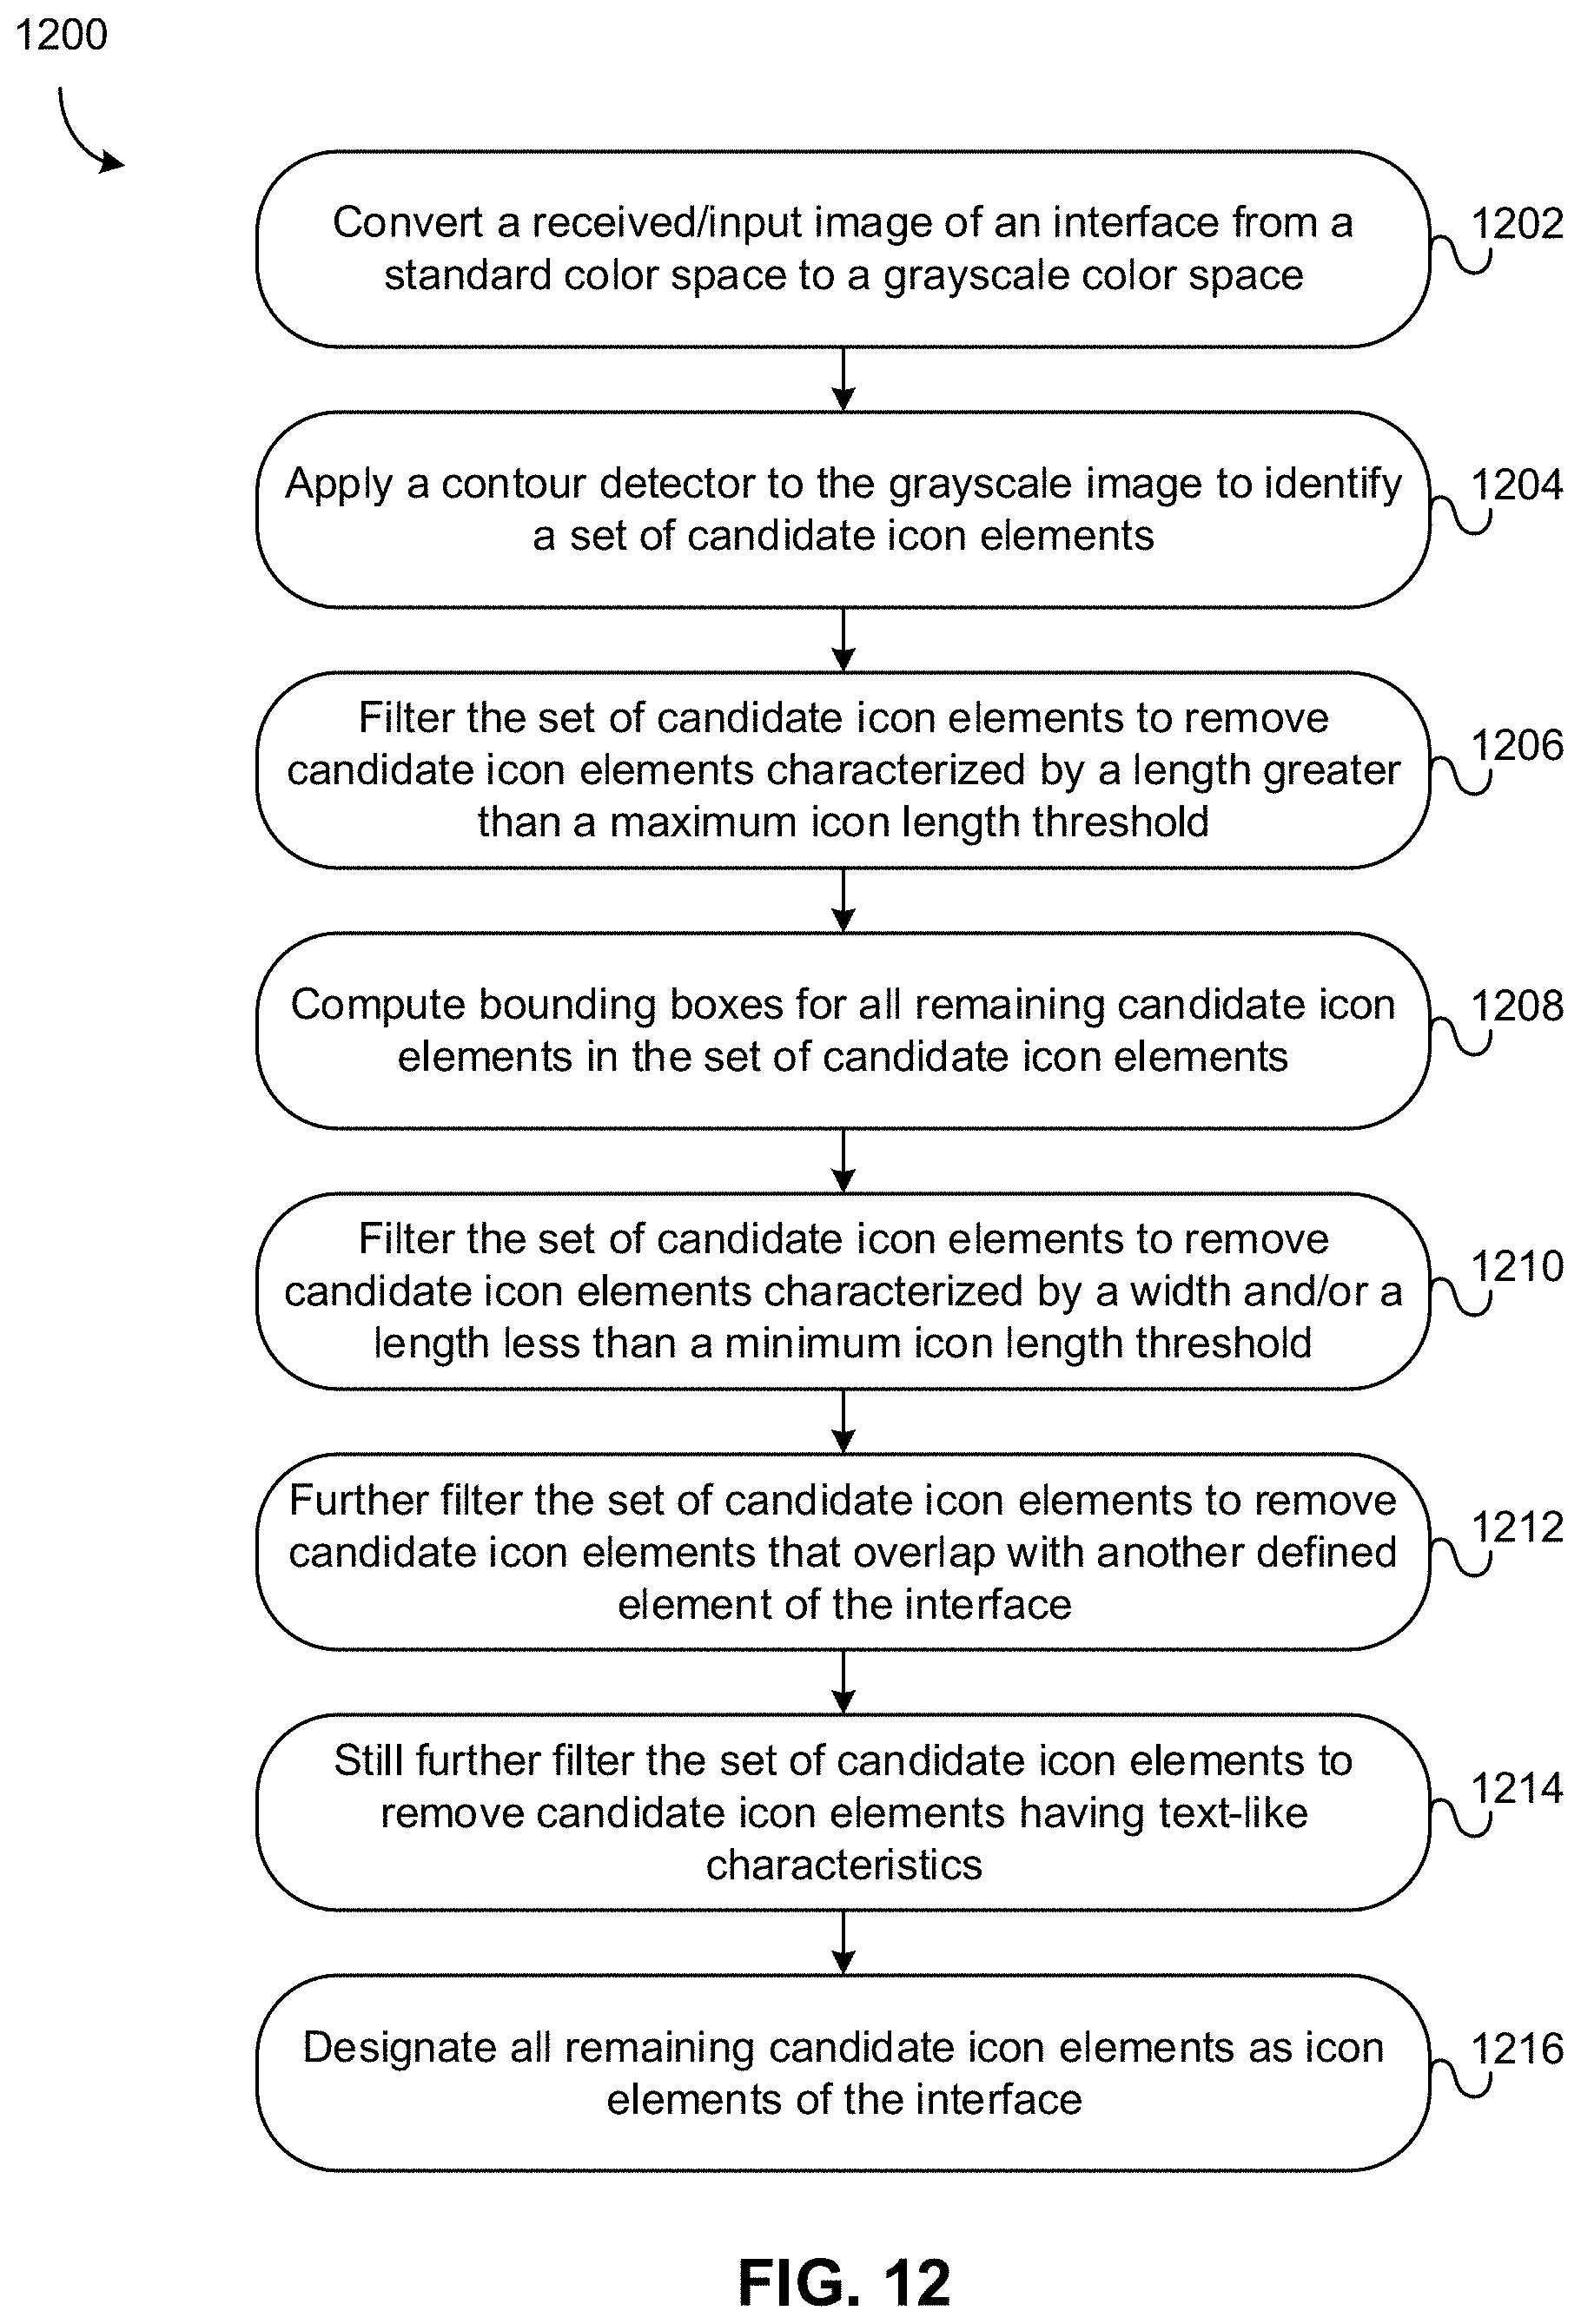 1200
Convert a received/input image of an interface from a
standard color space to a grayscale color space
1202
Apply a contour detector to the grayscale image to identify
a set of candidate icon elements
1204
Filter the set of candidate icon elements to remove
candidate icon elements characterized by a length greater
than a maximum icon length threshold
1206
Compute bounding boxes for all remaining candidate icon
elements in the set of candidate icon elements
1208
Filter the set of candidate icon elements to remove
candidate icon elements characterized by a width and/or a
length less than a minimum icon length threshold
1210
Further filter the set of candidate icon elements to remove
candidate icon elements that overlap with another defined
element of the interface
1212
Still further filter the set of candidate icon elements to
remove candidate icon elements having text-like
characteristics
1214
Designate all remaining candidate icon elements as icon
elements of the interface
1216
FIG. 12